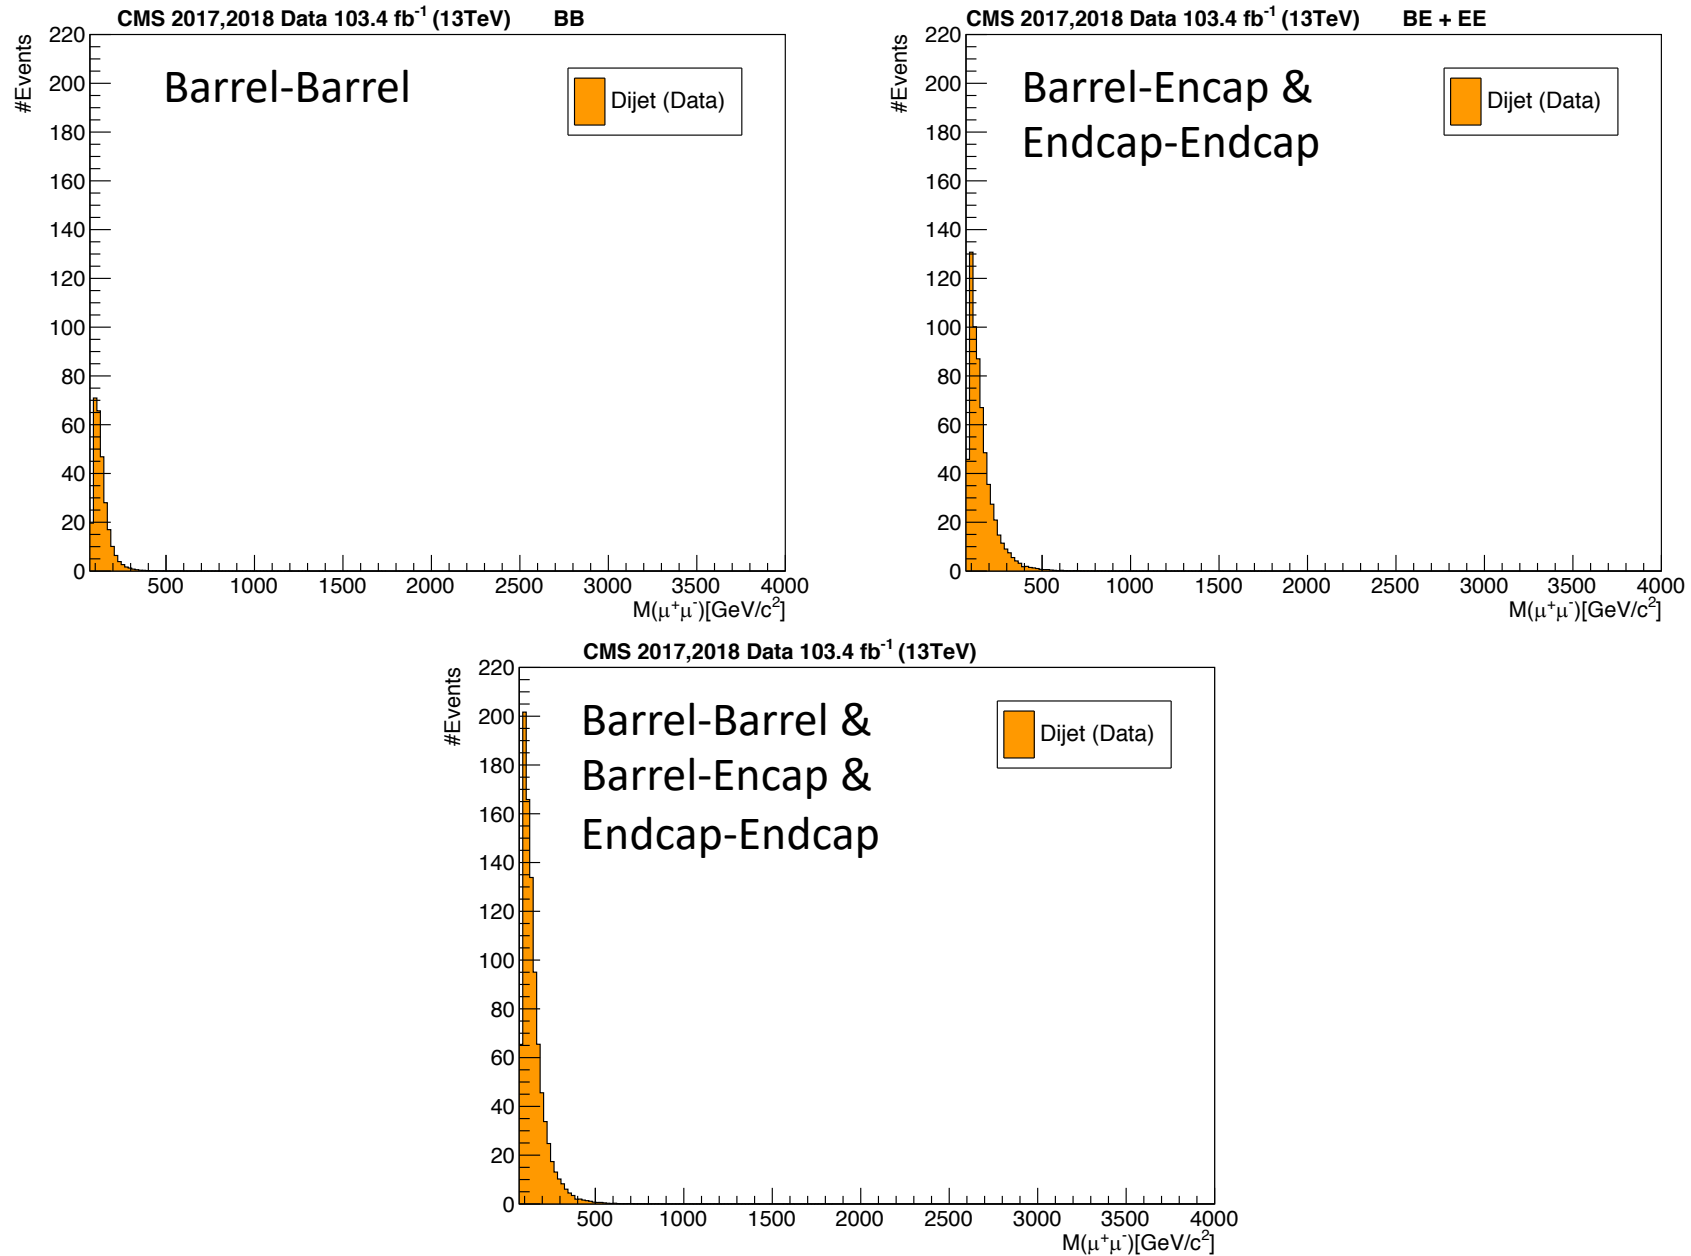 CMS 2017,2018 Data 103.4 fb⁻¹ (13TeV) BB
#Events
220
200
180
160
140
120
100
80
60
40
20
0
Barrel-Barrel
Dijet (Data)
500 1000 1500 2000 2500 3000 3500 4000
M(μ⁺μ⁻)[GeV/c²]
CMS 2017,2018 Data 103.4 fb⁻¹ (13TeV) BE + EE
#Events
220
200
180
160
140
120
100
80
60
40
20
0
Barrel-Encap &
Endcap-Endcap
Dijet (Data)
500 1000 1500 2000 2500 3000 3500 4000
M(μ⁺μ⁻)[GeV/c²]
CMS 2017,2018 Data 103.4 fb⁻¹ (13TeV)
#Events
220
200
180
160
140
120
100
80
60
40
20
0
Barrel-Barrel &
Barrel-Encap &
Endcap-Endcap
Dijet (Data)
500 1000 1500 2000 2500 3000 3500 4000
M(μ⁺μ⁻)[GeV/c²]